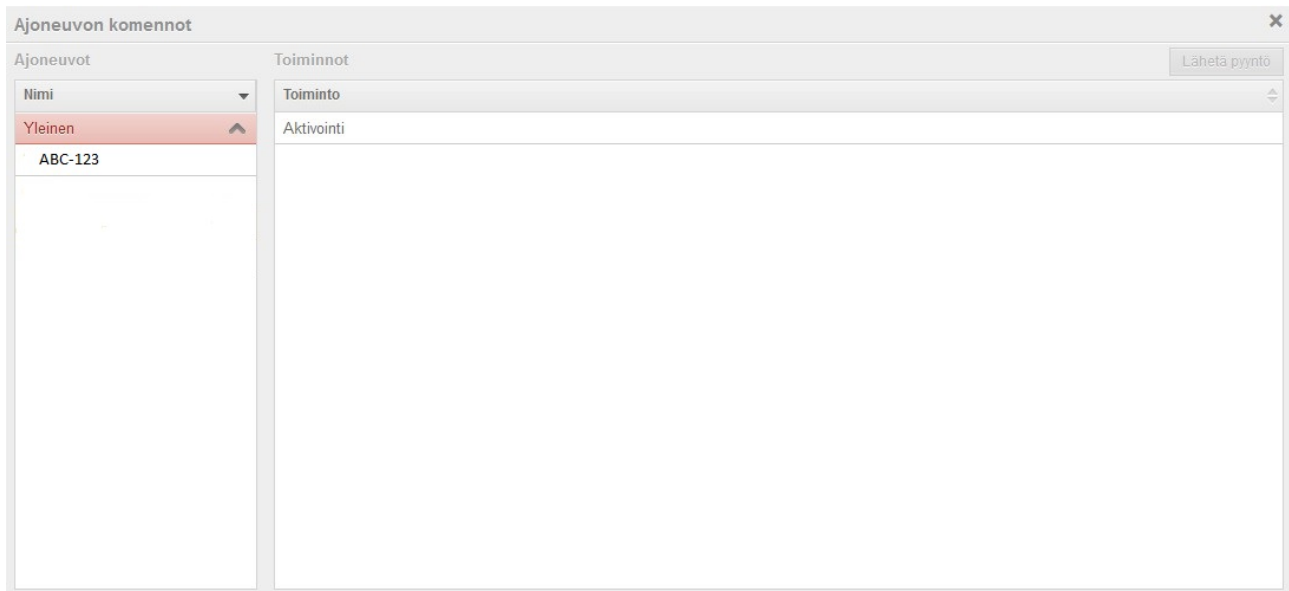 Ajoneuvon komennot
Ajoneuvot
Toiminnot
Lähetä pyyntö
Nimi
Toiminto
Yleinen
Aktivointi
ABC-123